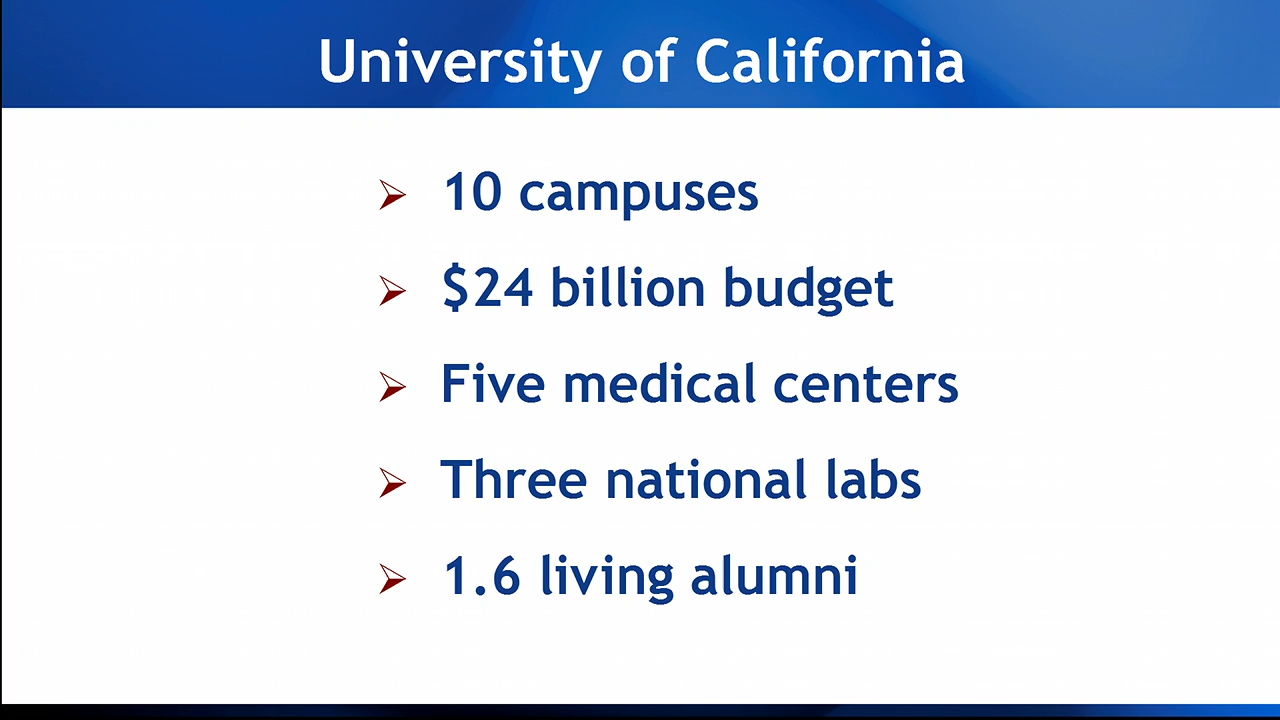 University of California
10 campuses
$24 billion budget
Five medical centers
Three national labs
1.6 living alumni